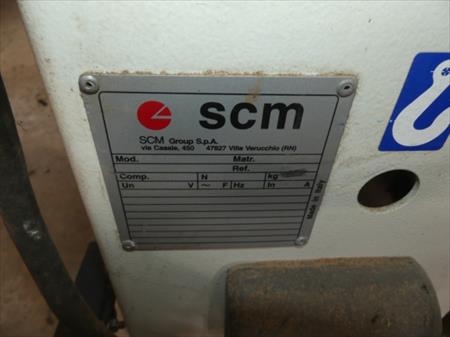 scm
SCM Group S.p.A.
via Casale, 450 47827 Villa Verucchio (RN)
Mod. Matr.
Ref.
Comp. N kg
Un V ~ F Hz In A
Made in Italy